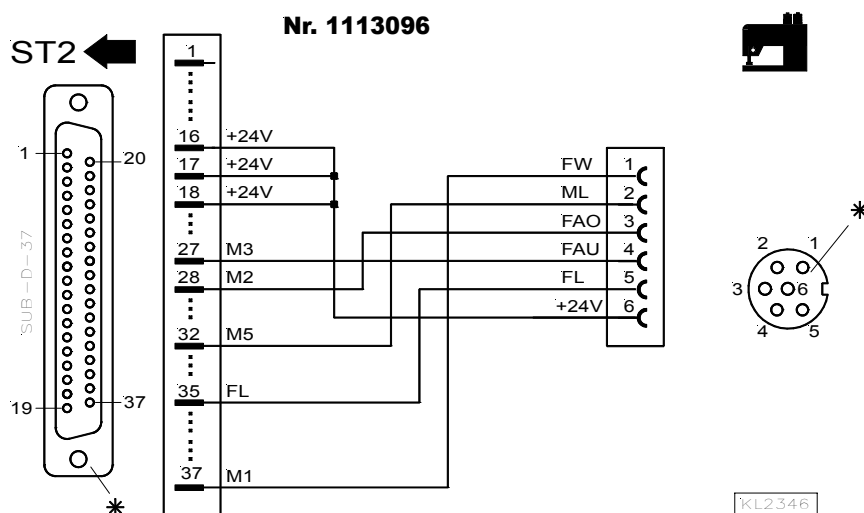 Nr. 1113096
ST2
1
16 +24V
17 +24V
18 +24V
27 M3
28 M2
32 M5
35 FL
37 M1
1
20
SUB-D-37
19
37
FW 1
ML 2
FAO 3
FAU 4
FL 5
+24V 6
2 1
3 6
4 5
KL2346